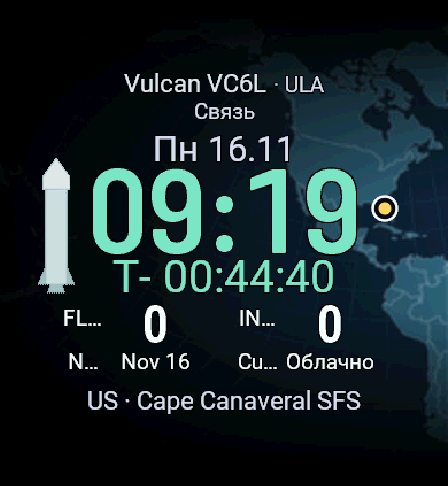 Vulcan VC6L · ULA
Связь
Пн 16.11
09:19
T- 00:44:40
FL... 0 IN... 0
N... Nov 16 Cu... Облачно
US · Cape Canaveral SFS